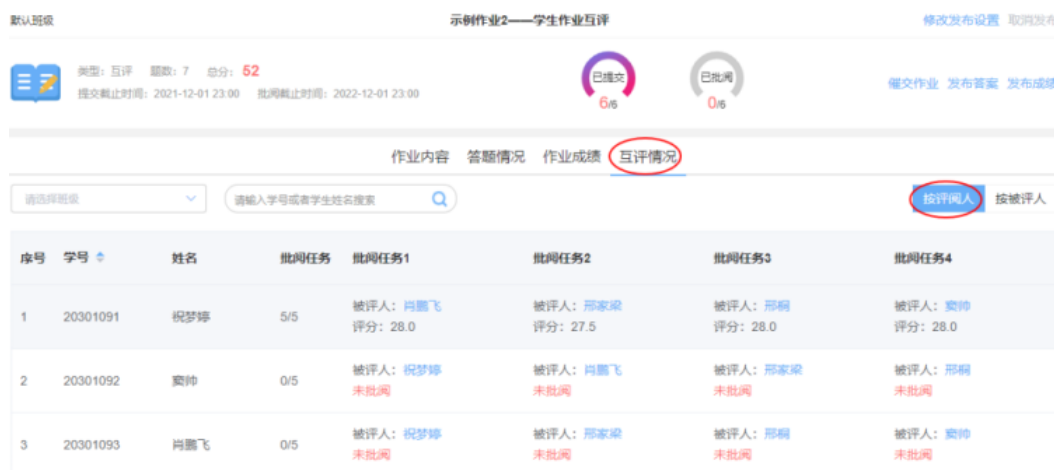 默认班级 示例作业2——学生作业互评 修改发布设置 取消发布
类型：互评 题数：7 总分：52
提交截止时间：2021-12-01 23:00 批阅截止时间：2022-12-01 23:00
已提交 6/6
已批阅 0/6
催交作业 发布答案 发布成绩
作业内容 答题情况 作业成绩 互评情况
请选择班级 请输入学号或者学生姓名搜索 按评阅人 按被评人
序号 学号 姓名 批阅任务 批阅任务1 批阅任务2 批阅任务3 批阅任务4
1 20301091 祝梦婷 5/5 被评人：肖鹏飞 被评人：邢家梁 被评人：邢桐 被评人：窦帅
评分：28.0 评分：27.5 评分：28.0 评分：28.0
2 20301092 窦帅 0/5 被评人：祝梦婷 被评人：肖鹏飞 被评人：邢家梁 被评人：邢桐
未批阅 未批阅 未批阅 未批阅
3 20301093 肖鹏飞 0/5 被评人：祝梦婷 被评人：邢家梁 被评人：邢桐 被评人：窦帅
未批阅 未批阅 未批阅 未批阅